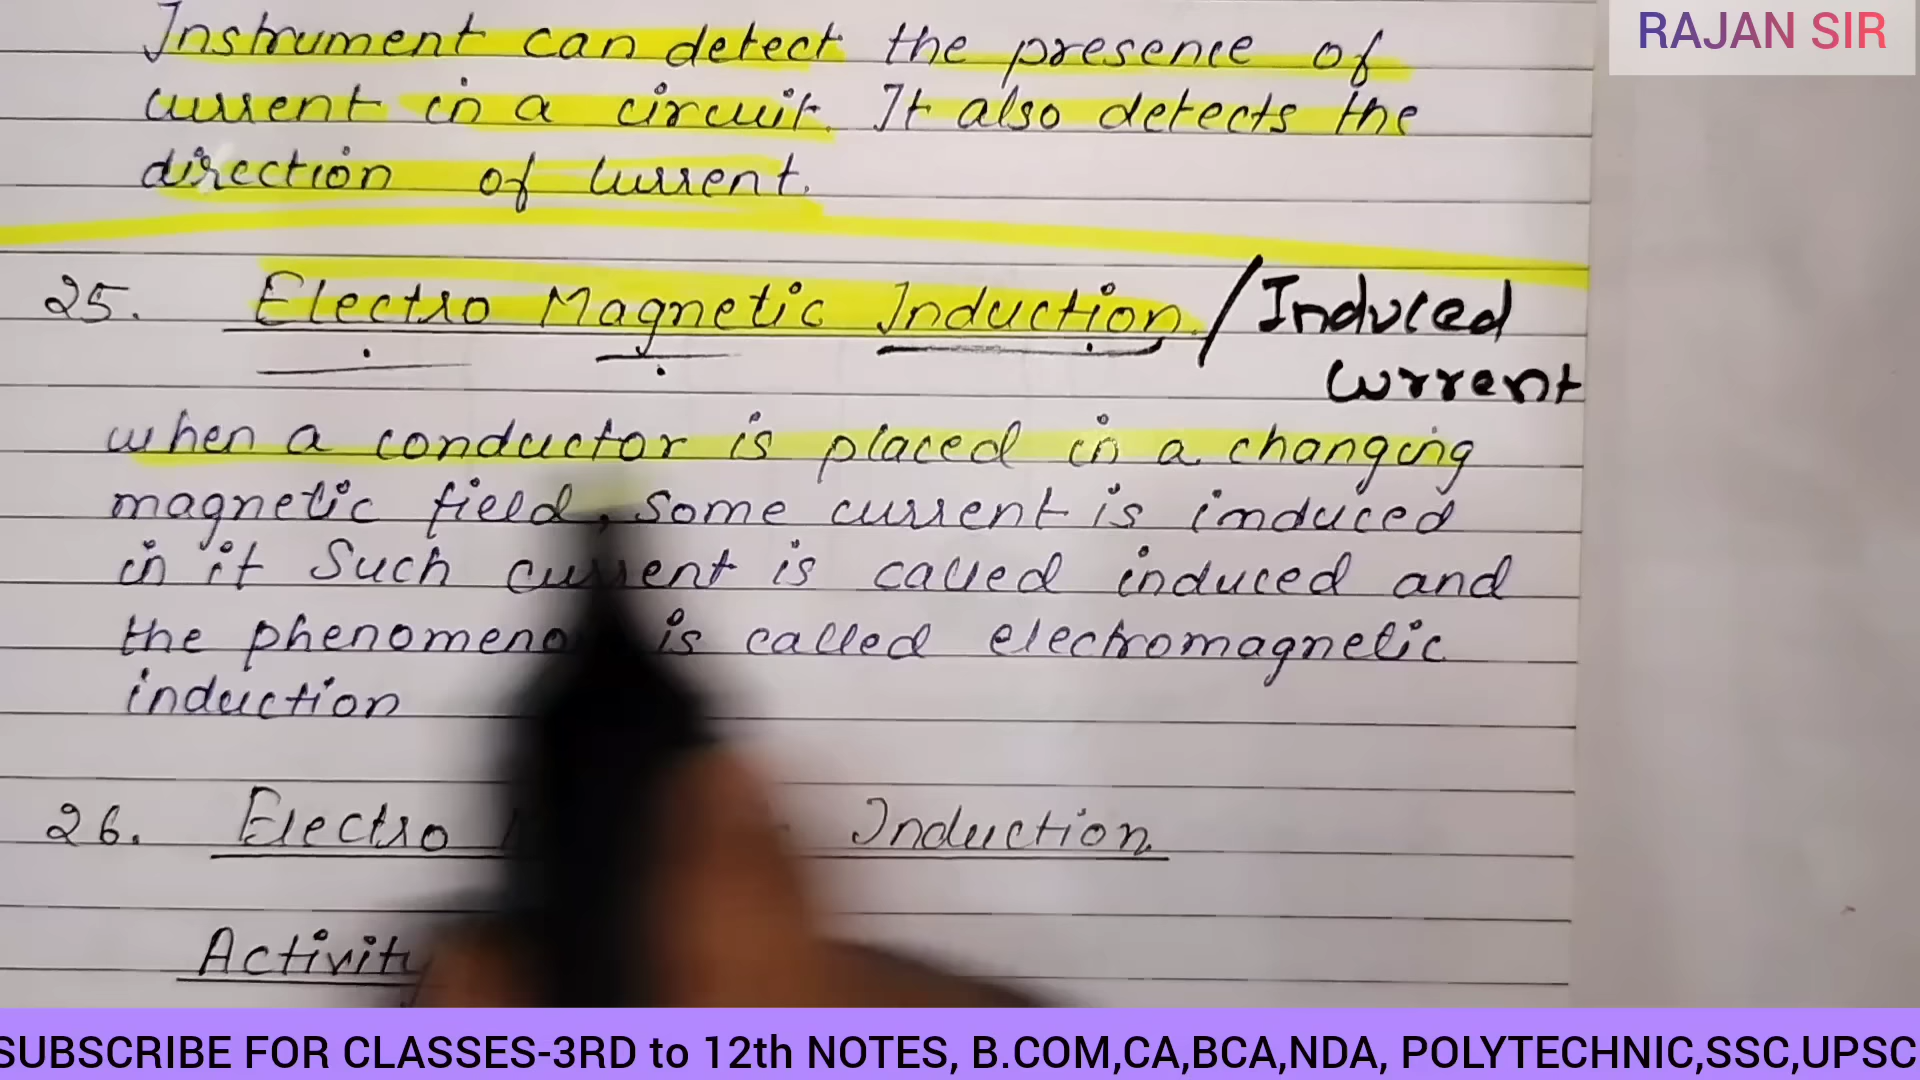 RAJAN SIR
Instrument can detect the presence of
current in a circuit. It also detects the
direction of current.
25. Electro Magnetic Induction / Induced
current
when a conductor is placed in a changing
magnetic field, some current is induced
in it Such current is called induced and
the phenomenon is called electromagnetic
induction
26. Electro Induction
Activity
SUBSCRIBE FOR CLASSES-3RD to 12th NOTES, B.COM,CA,BCA,NDA, POLYTECHNIC,SSC,UPSC